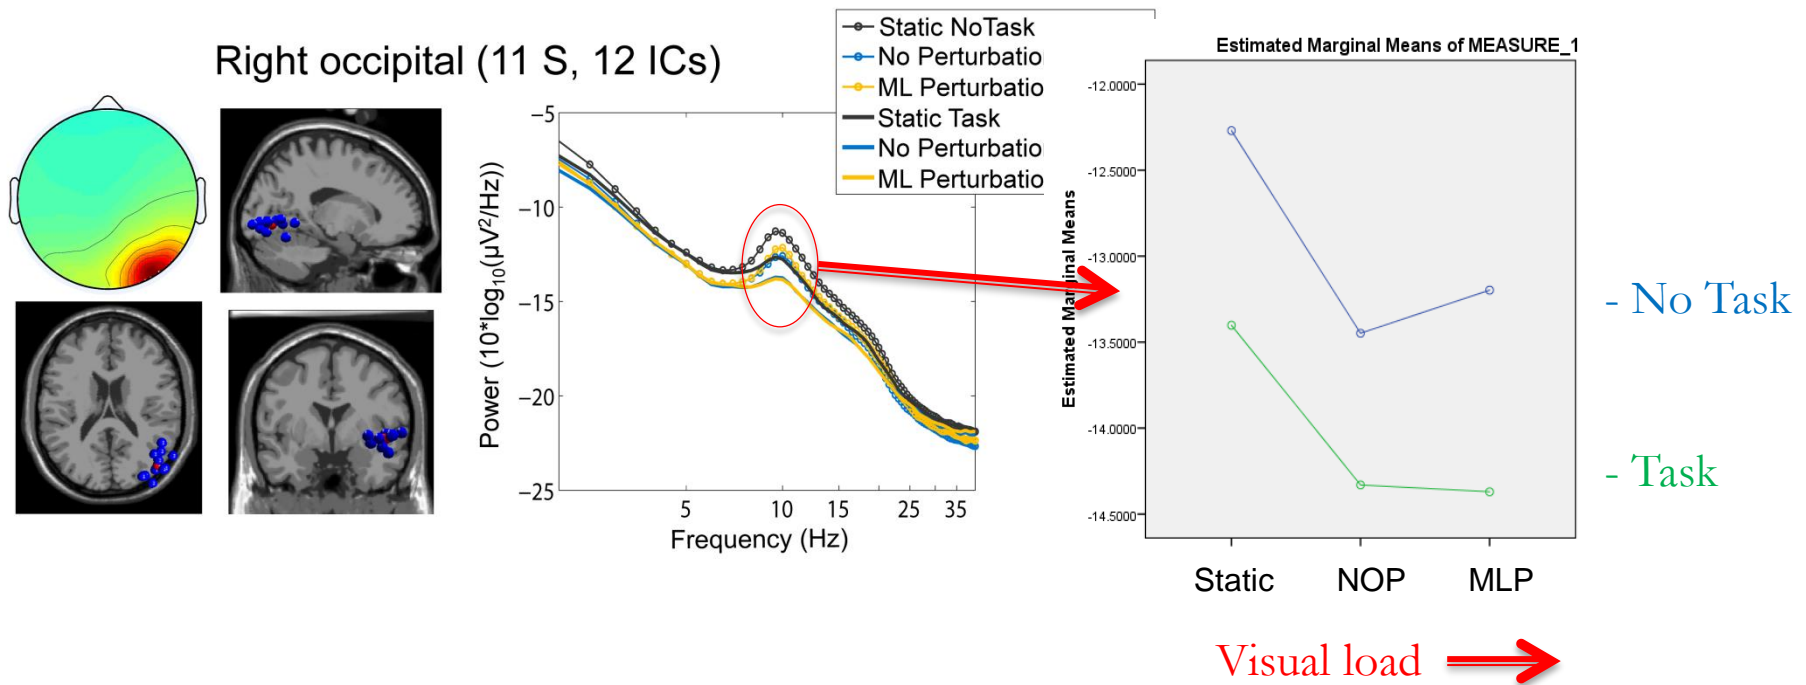 Right occipital (11 S, 12 ICs)
Static NoTask
No Perturbatio
ML Perturbatio
Static Task
No Perturbatio
ML Perturbatio
−5
−10
−15
−20
−25
Power (10*log10(μV²/Hz))
5
10
15
25
35
Frequency (Hz)
Estimated Marginal Means of MEASURE_1
-12.0000
-12.5000
-13.0000
-13.5000
-14.0000
-14.5000
Estimated Marginal Means
Static
NOP
MLP
- No Task
- Task
Visual load